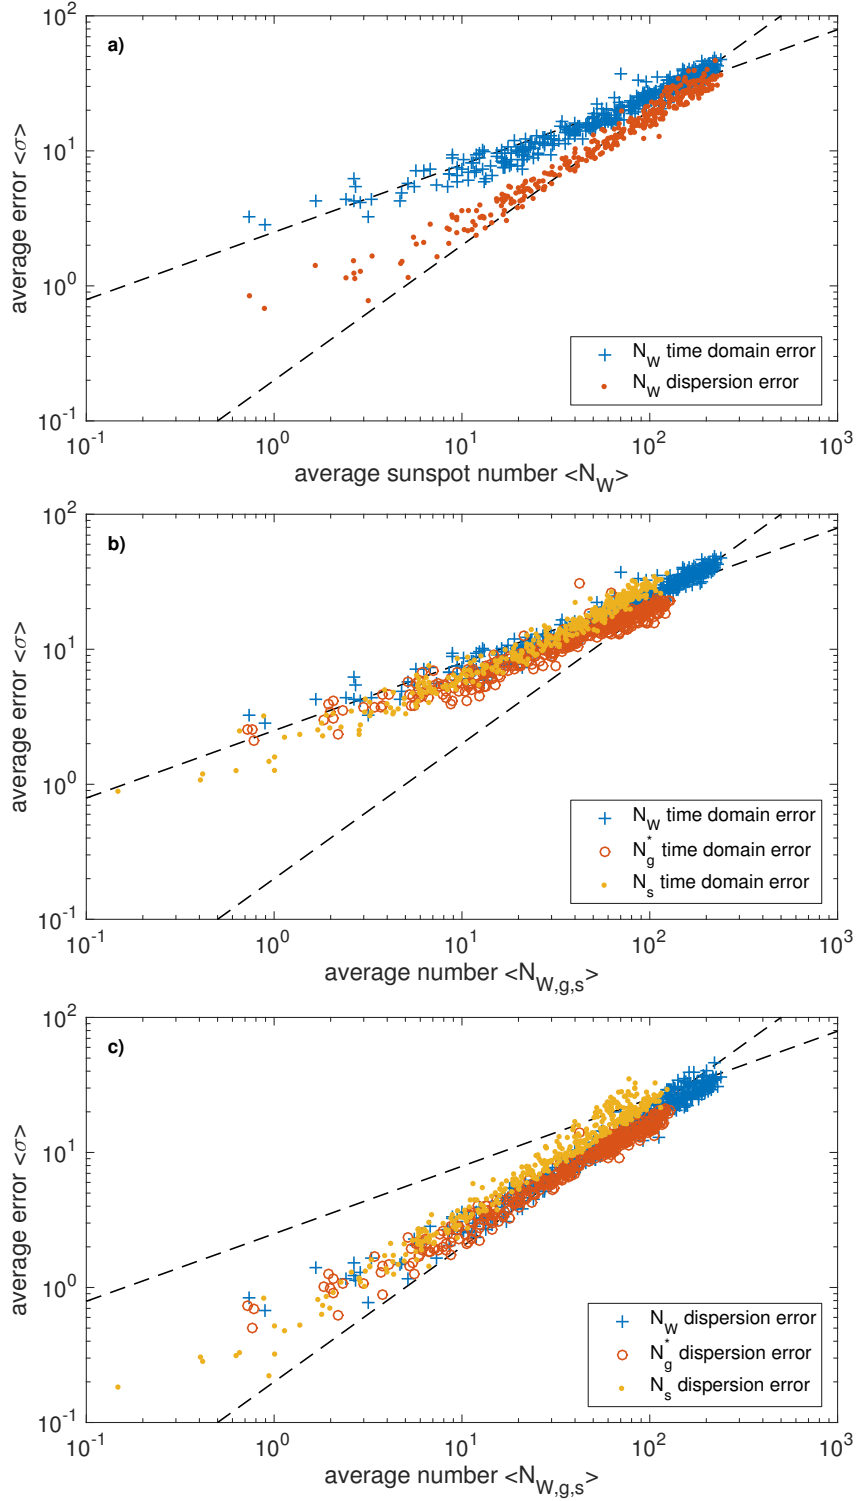 a)
10^2
10^1
10^0
10^-1
average error <σ>
N_W time domain error
N_W dispersion error
10^-1 10^0 10^1 10^2 10^3
average sunspot number <N_W>
b)
10^2
10^1
10^0
10^-1
average error <σ>
N_W time domain error
N_g^* time domain error
N_s time domain error
10^-1 10^0 10^1 10^2 10^3
average number <N_W,g,s>
c)
10^2
10^1
10^0
10^-1
average error <σ>
N_W dispersion error
N_g^* dispersion error
N_s dispersion error
10^-1 10^0 10^1 10^2 10^3
average number <N_W,g,s>